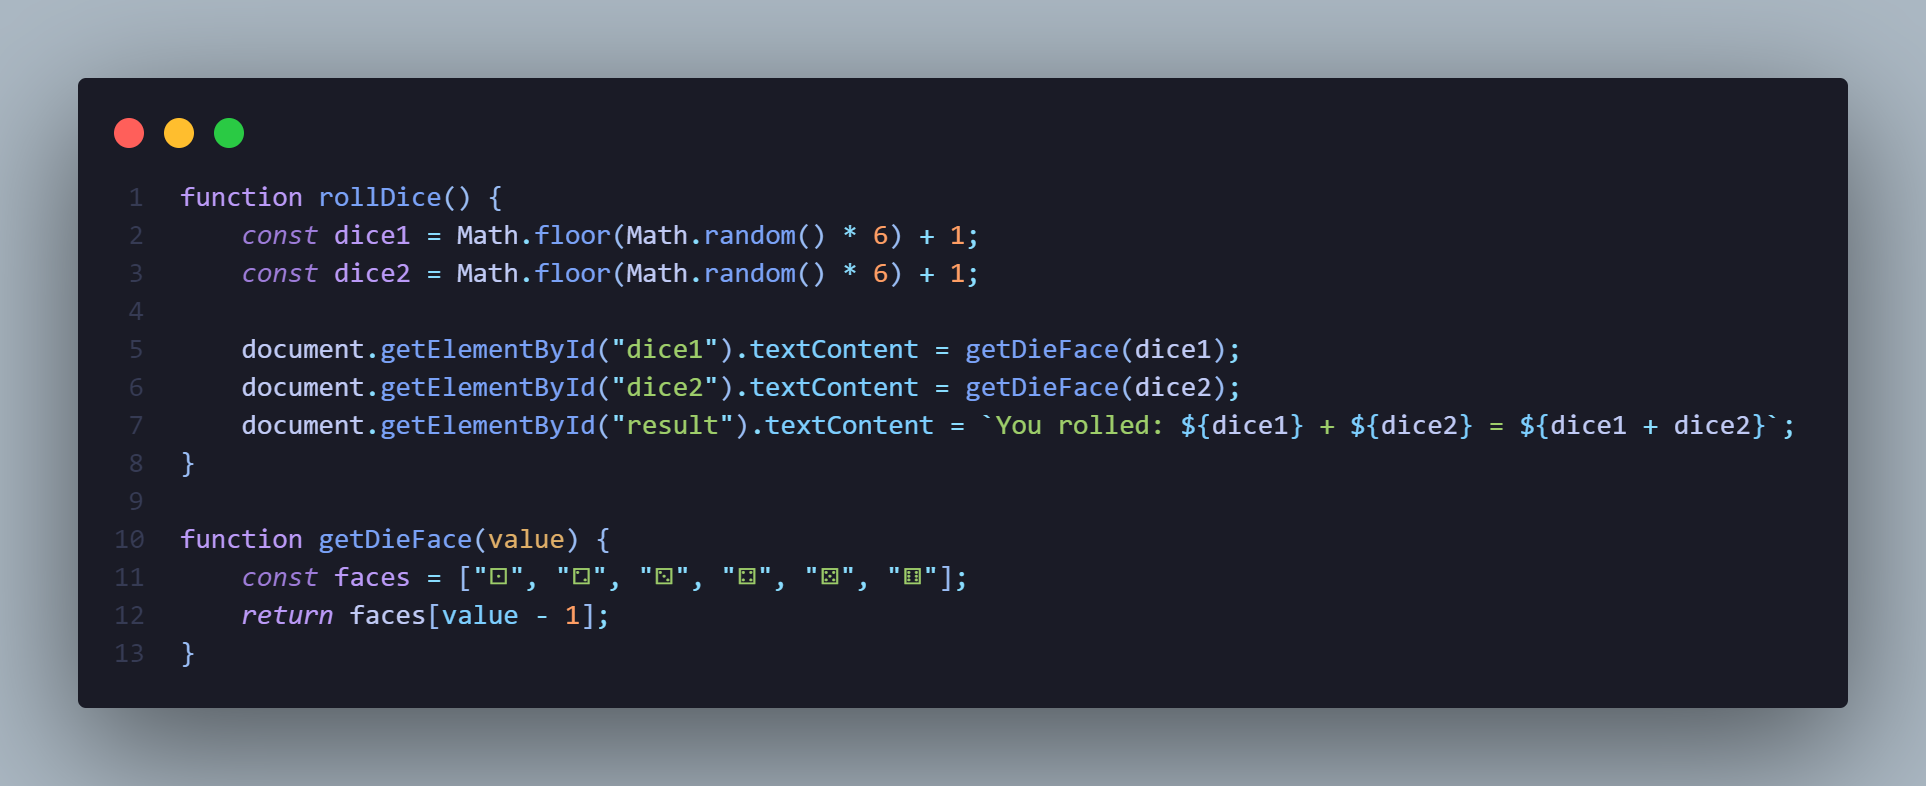 1 function rollDice() {
2     const dice1 = Math.floor(Math.random() * 6) + 1;
3     const dice2 = Math.floor(Math.random() * 6) + 1;
4
5     document.getElementById("dice1").textContent = getDieFace(dice1);
6     document.getElementById("dice2").textContent = getDieFace(dice2);
7     document.getElementById("result").textContent = `You rolled: ${dice1} + ${dice2} = ${dice1 + dice2}`;
8 }
9
10 function getDieFace(value) {
11     const faces = ["⚀", "⚁", "⚂", "⚃", "⚄", "⚅"];
12     return faces[value - 1];
13 }